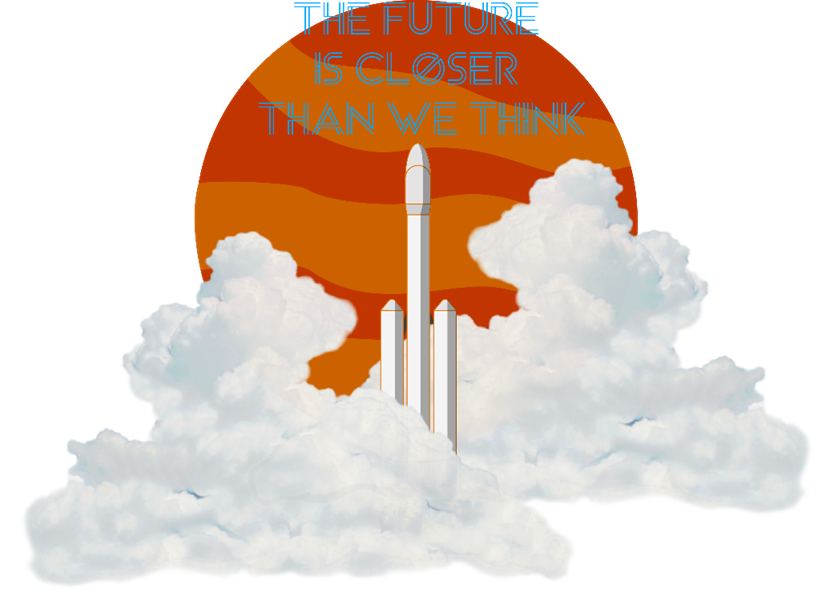 THE FUTURE
IS CLØSER
THAN WE THINK